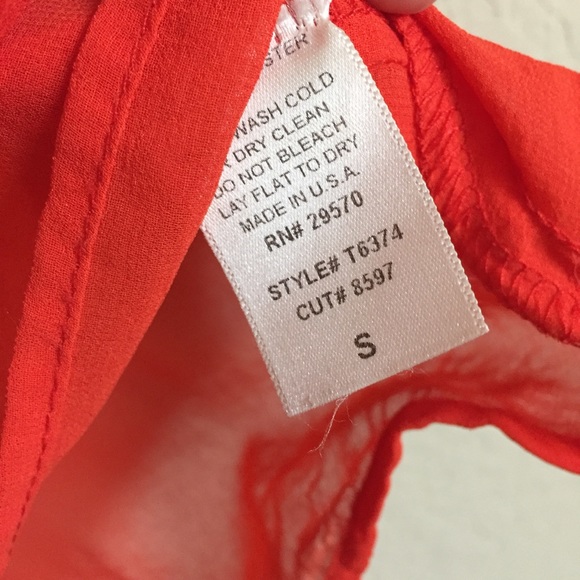 STER
WASH COLD
DRY CLEAN
DO NOT BLEACH
LAY FLAT TO DRY
MADE IN U.S.A.
RN# 29570
STYLE# T6374
CUT# 8597
S